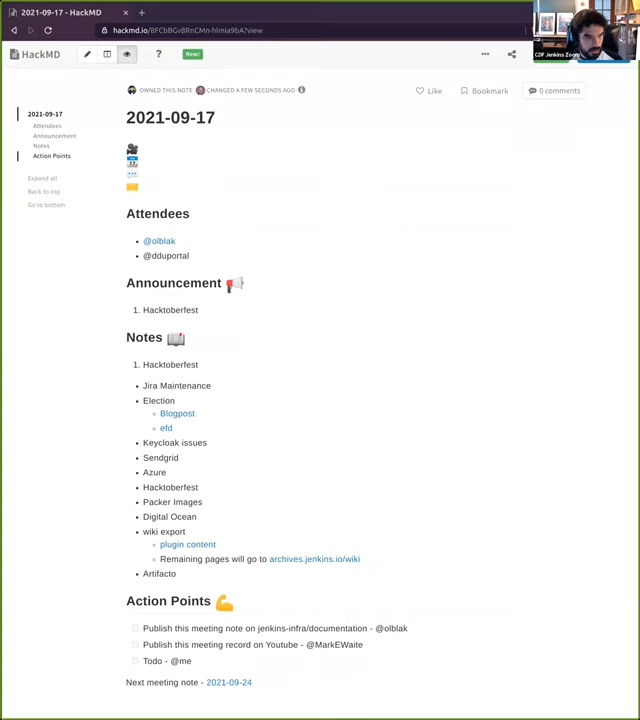 2021-09-17 - HackMD
hackmd.io/8FCbBGv8RnCMn-hlmIa9bA?view
HackMD
New!
CDF Jenkins Zoom
OWNED THIS NOTE CHANGED A FEW SECONDS AGO
Like
Bookmark
0 comments
2021-09-17
Attendees
Announcement
Notes
Action Points
Expall all
Back to top
Go to bottom
2021-09-17
Attendees
@olblak
@dduportal
Announcement
1. Hacktoberfest
Notes
1. Hacktoberfest
Jira Maintenance
Election
Blogpost
efd
Keycloak issues
Sendgrid
Azure
Hacktoberfest
Packer Images
Digital Ocean
wiki export
plugin content
Remaining pages will go to archives.jenkins.io/wiki
Artifacto
Action Points
Publish this meeting note on jenkins-infra/documentation - @olblak
Publish this meeting record on Youtube - @MarkEWaite
Todo - @me
Next meeting note - 2021-09-24